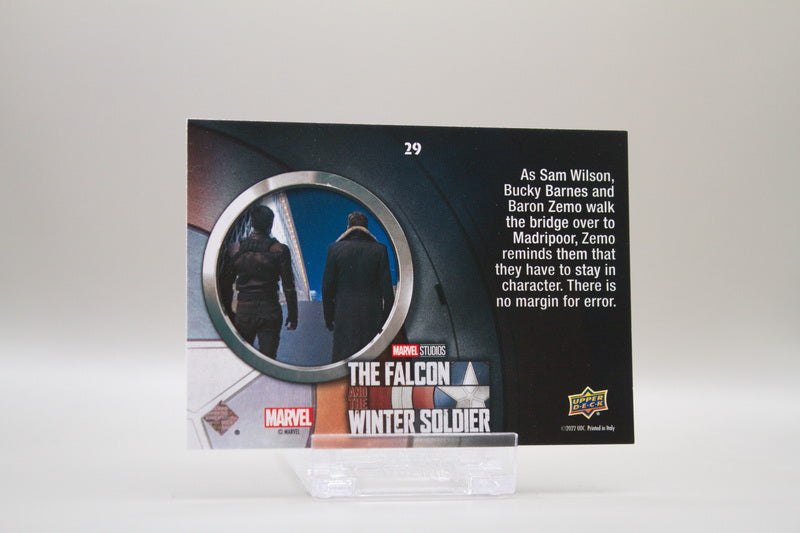 29
As Sam Wilson,
Bucky Barnes and
Baron Zemo walk
the bridge over to
Madripoor, Zemo
reminds them that
they have to stay in
character. There is
no margin for error.
MARVEL STUDIOS
THE FALCON
AND THE
WINTER SOLDIER
MARVEL
© MARVEL
®
UPPER
DECK
©2022 UDC. Printed in Italy